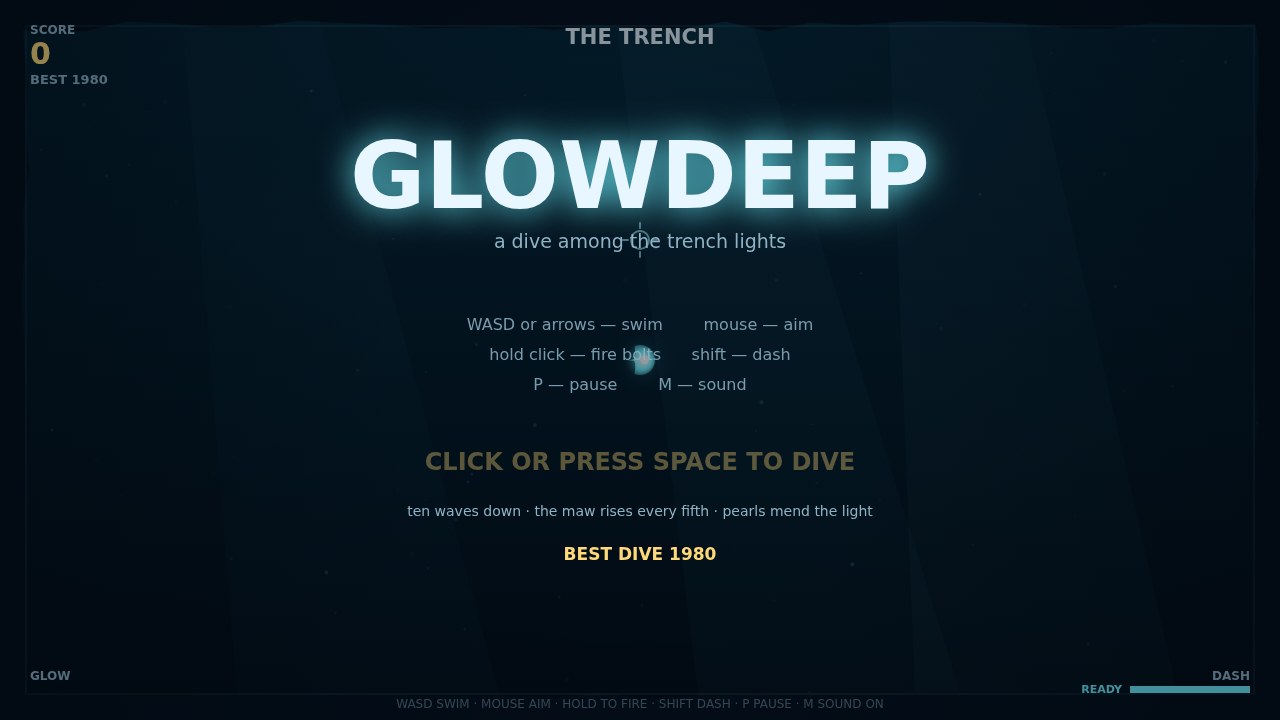 SCORE
0
BEST 1980
THE TRENCH
GLOWDEEP
a dive among the trench lights
WASD or arrows — swim mouse — aim
hold click — fire bolts shift — dash
P — pause M — sound
CLICK OR PRESS SPACE TO DIVE
ten waves down · the maw rises every fifth · pearls mend the light
BEST DIVE 1980
GLOW
DASH
READY
WASD SWIM · MOUSE AIM · HOLD TO FIRE · SHIFT DASH · P PAUSE · M SOUND ON